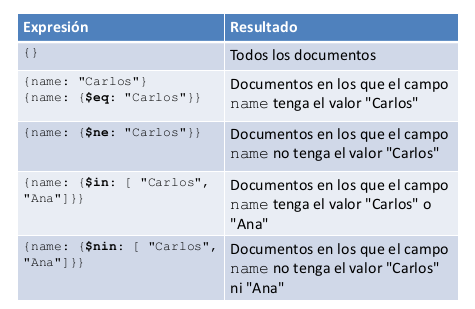 Expresión Resultado
{} Todos los documentos
{name: "Carlos"}
{name: {$eq: "Carlos"}}
Documentos en los que el campo
name tenga el valor "Carlos"
{name: {$ne: "Carlos"}}
Documentos en los que el campo
name no tenga el valor "Carlos"
{name: {$in: [ "Carlos",
"Ana"]}}
Documentos en los que el campo
name tenga el valor "Carlos" o
"Ana"
{name: {$nin: [ "Carlos",
"Ana"]}}
Documentos en los que el campo
name no tenga el valor "Carlos"
ni "Ana"